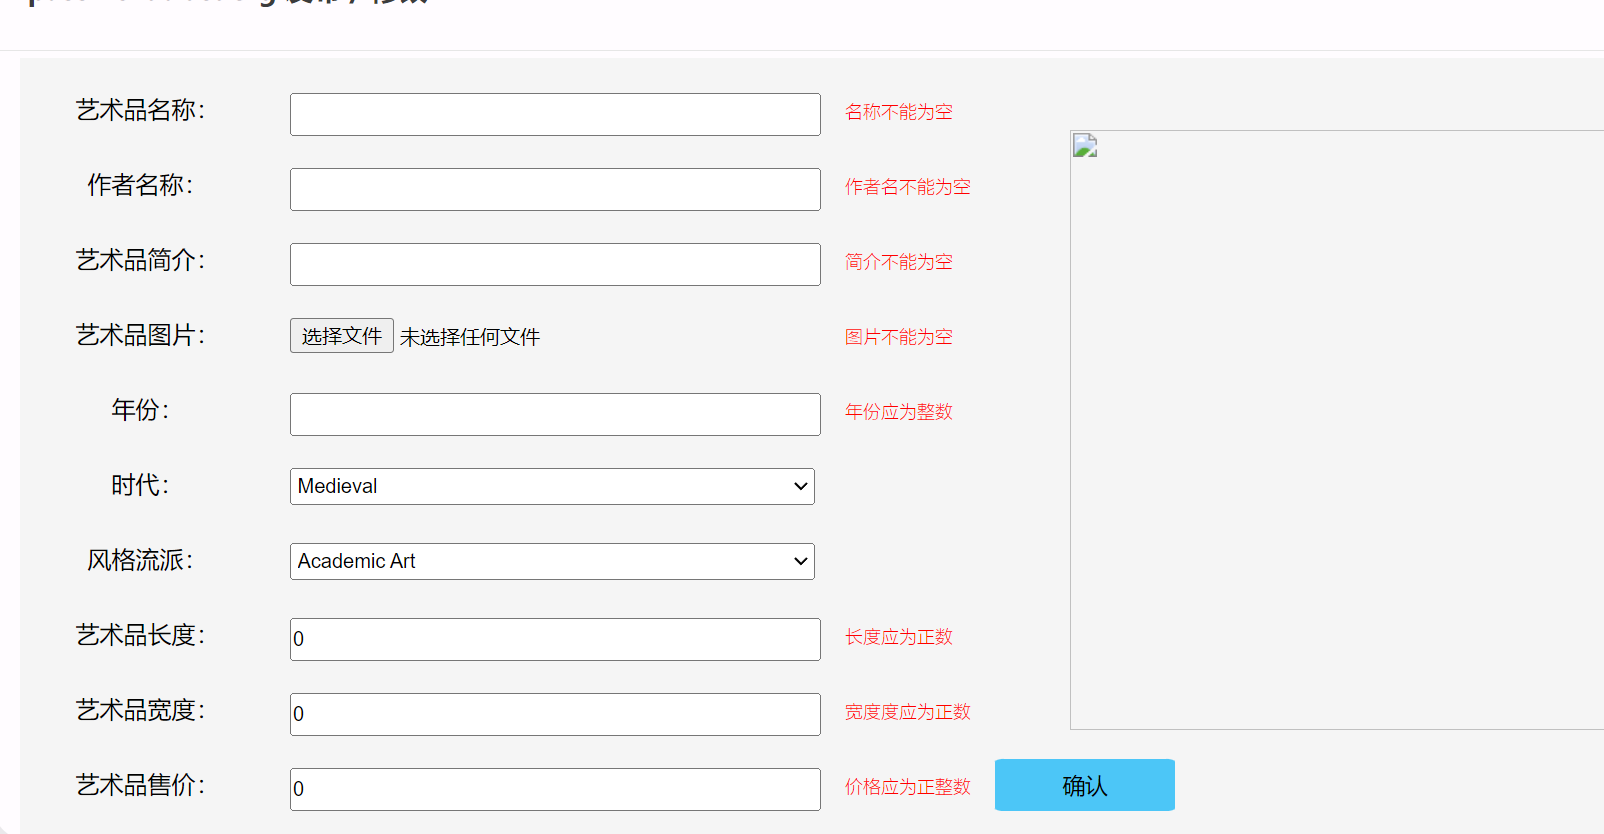 艺术品名称： 名称不能为空
作者名称： 作者名不能为空
艺术品简介： 简介不能为空
艺术品图片： 选择文件 未选择任何文件 图片不能为空
年份： 年份应为整数
时代： Medieval
风格流派： Academic Art
艺术品长度： 0 长度应为正数
艺术品宽度： 0 宽度度应为正数
艺术品售价： 0 价格应为正整数 确认